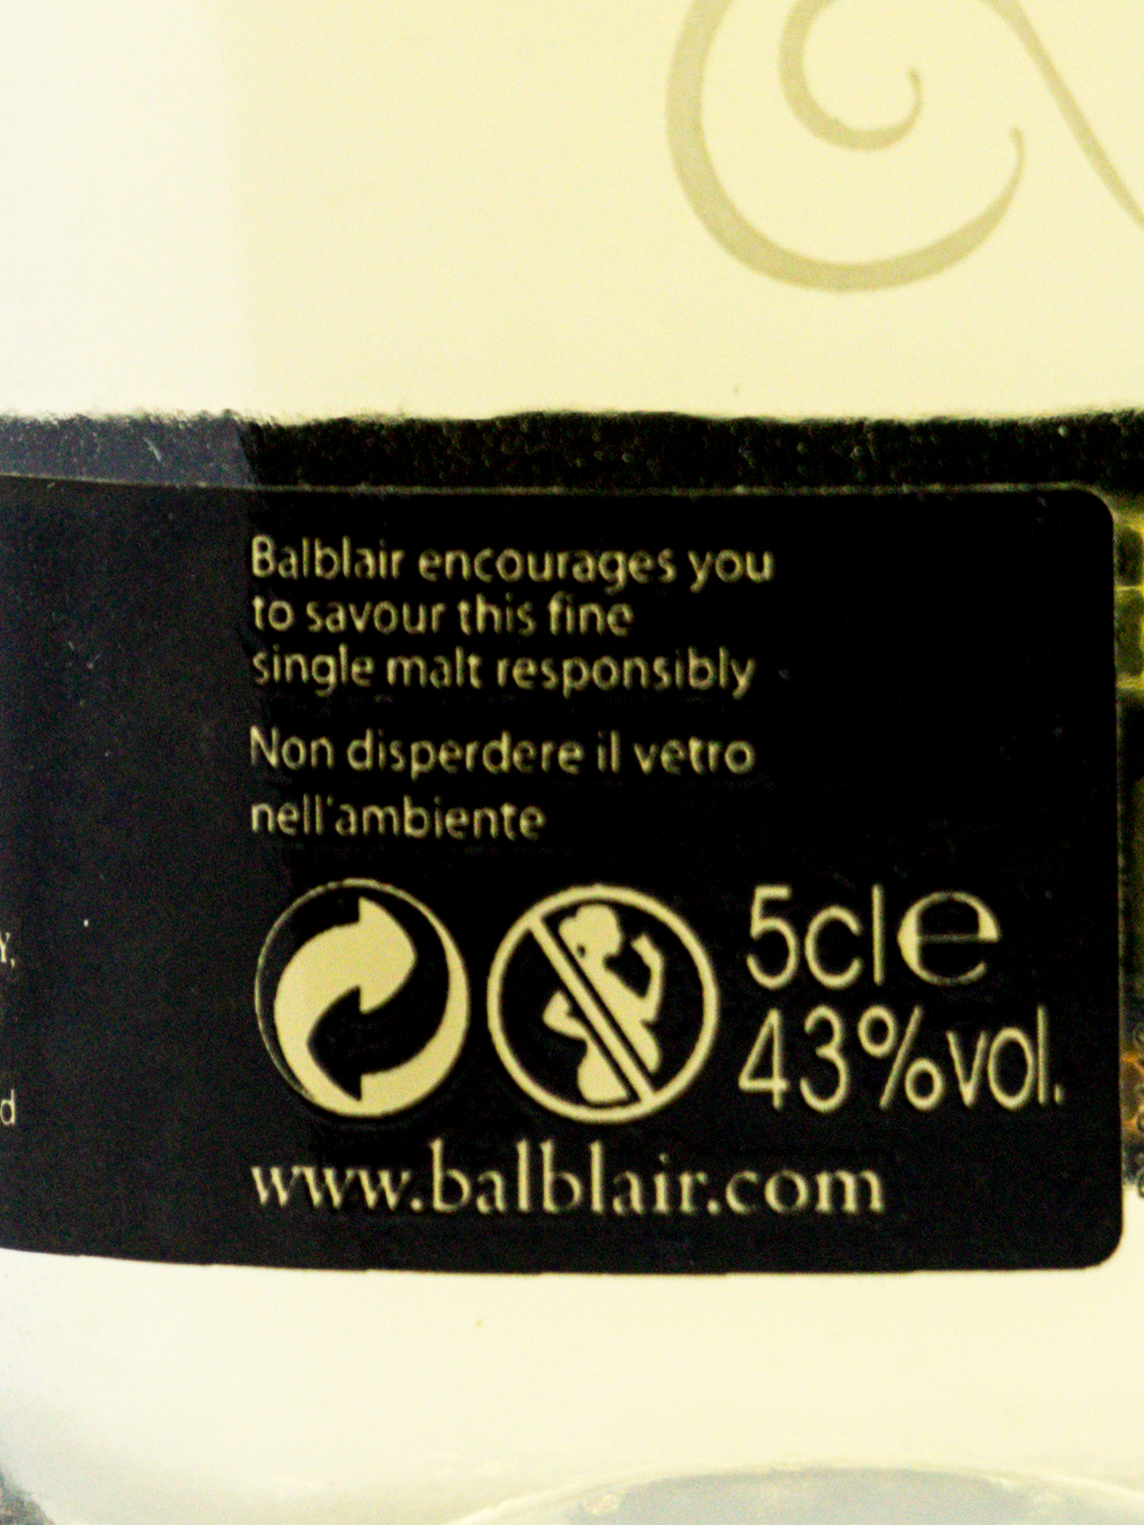 Balblair encourages you
to savour this fine
single malt responsibly
Non disperdere il vetro
nell'ambiente
Y,
5cl e
43%vol.
d
www.balblair.com